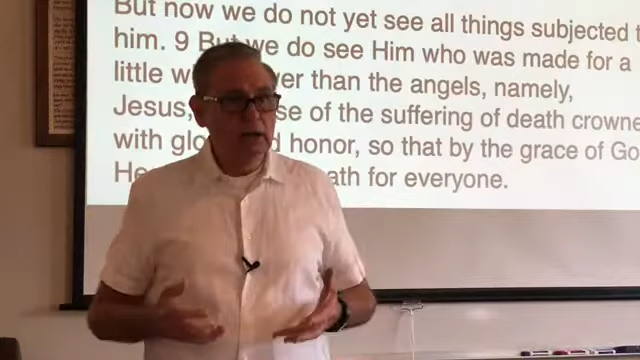 But now we do not yet see all things subjected
him. 9 But we do see Him who was made for a
little than the angels, namely,
Jesus, of the suffering of death
with honor, so that by the grace of
for everyone.